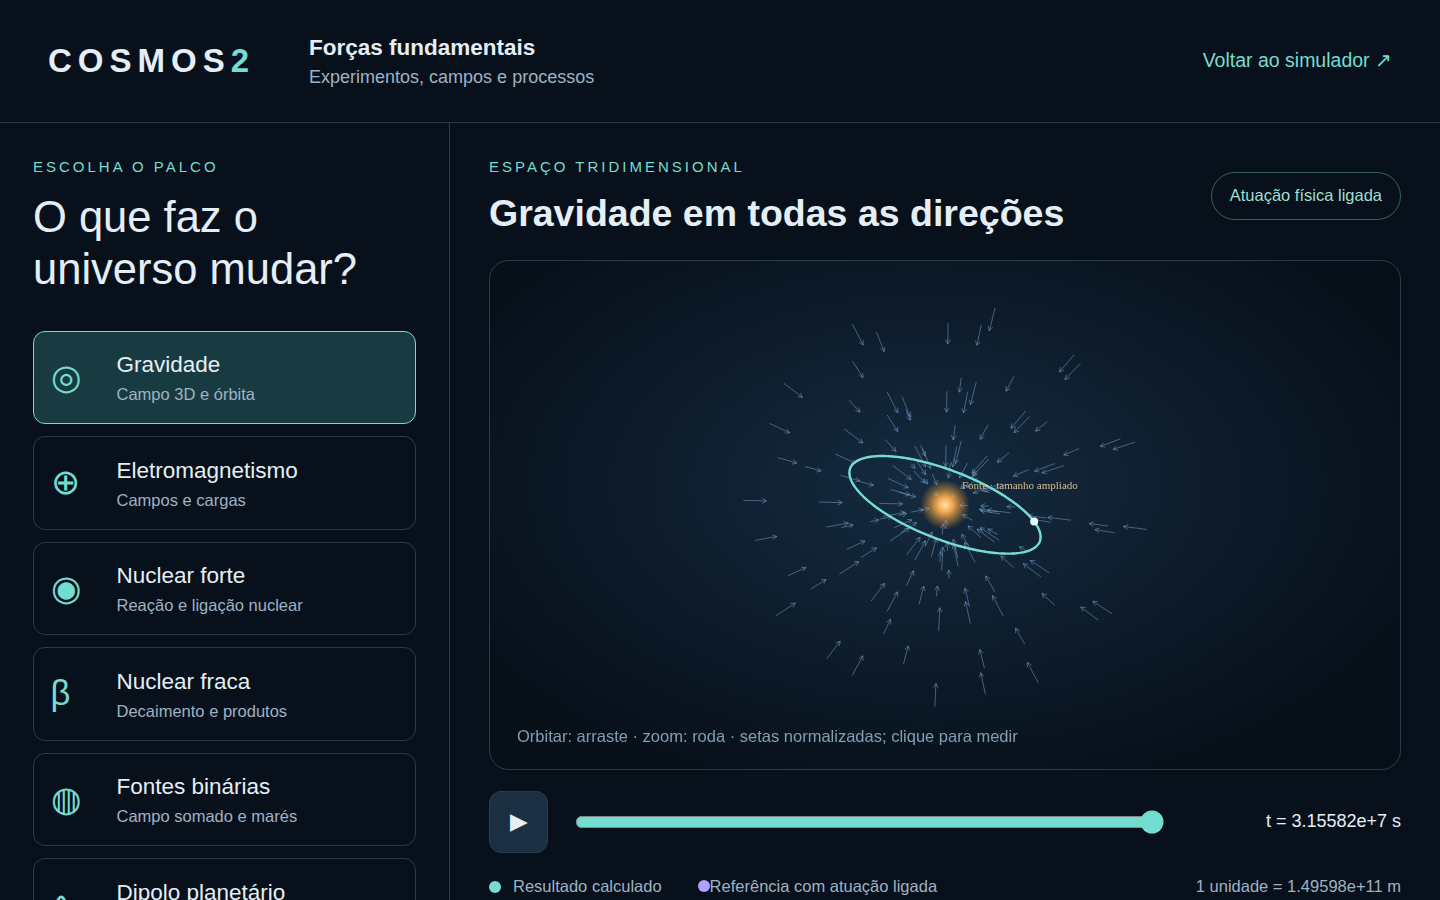 COSMOS2
Forças fundamentais
Experimentos, campos e processos
Voltar ao simulador ↗
ESCOLHA O PALCO
O que faz o
universo mudar?
◎ Gravidade
Campo 3D e órbita
⊕ Eletromagnetismo
Campos e cargas
◉ Nuclear forte
Reação e ligação nuclear
β Nuclear fraca
Decaimento e produtos
◍ Fontes binárias
Campo somado e marés
Dipolo planetário
ESPAÇO TRIDIMENSIONAL
Gravidade em todas as direções
Atuação física ligada
Fonte · tamanho ampliado
Orbitar: arraste · zoom: roda · setas normalizadas; clique para medir
▶
t = 3.15582e+7 s
Resultado calculado
Referência com atuação ligada
1 unidade = 1.49598e+11 m